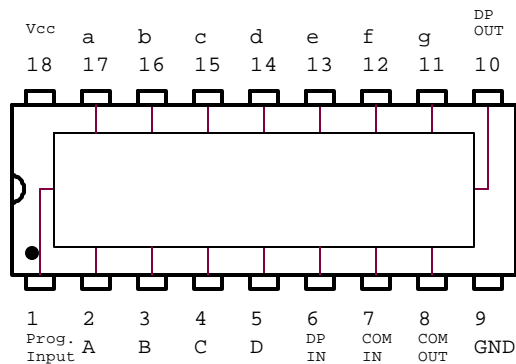 Vcc a b c d e f g DP OUT
18 17 16 15 14 13 12 11 10
1 2 3 4 5 6 7 8 9
Prog. Input A B C D DP IN COM IN COM OUT GND